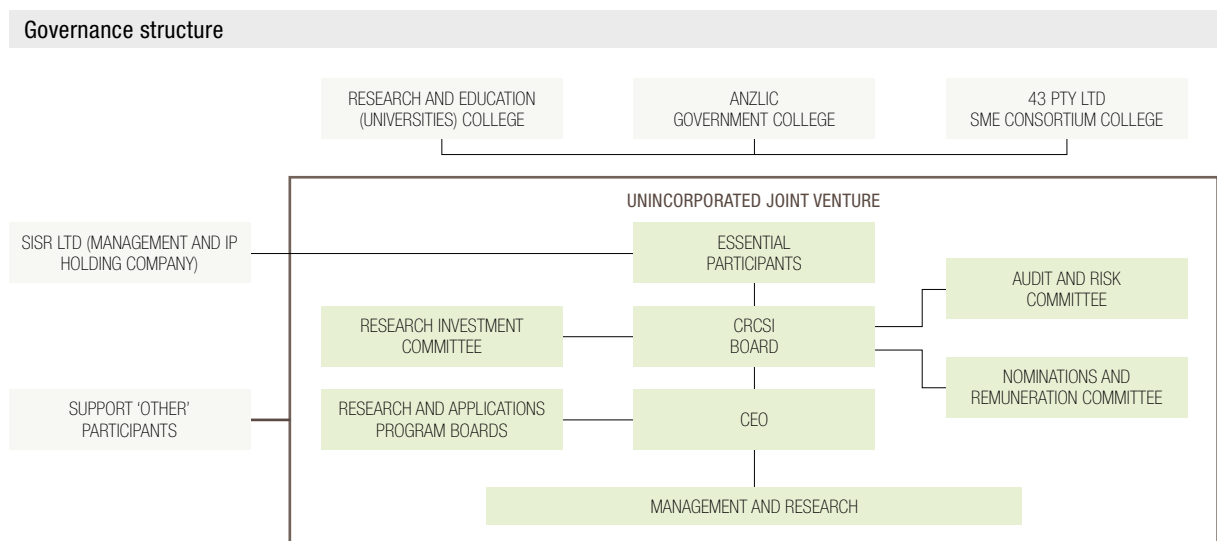 Governance structure
RESEARCH AND EDUCATION
(UNIVERSITIES) COLLEGE
ANZLIC
GOVERNMENT COLLEGE
43 PTY LTD
SME CONSORTIUM COLLEGE
UNINCORPORATED JOINT VENTURE
SISR LTD (MANAGEMENT AND IP
HOLDING COMPANY)
ESSENTIAL
PARTICIPANTS
AUDIT AND RISK
COMMITTEE
RESEARCH INVESTMENT
COMMITTEE
CRCSI
BOARD
NOMINATIONS AND
REMUNERATION COMMITTEE
SUPPORT ‘OTHER’
PARTICIPANTS
RESEARCH AND APPLICATIONS
PROGRAM BOARDS
CEO
MANAGEMENT AND RESEARCH